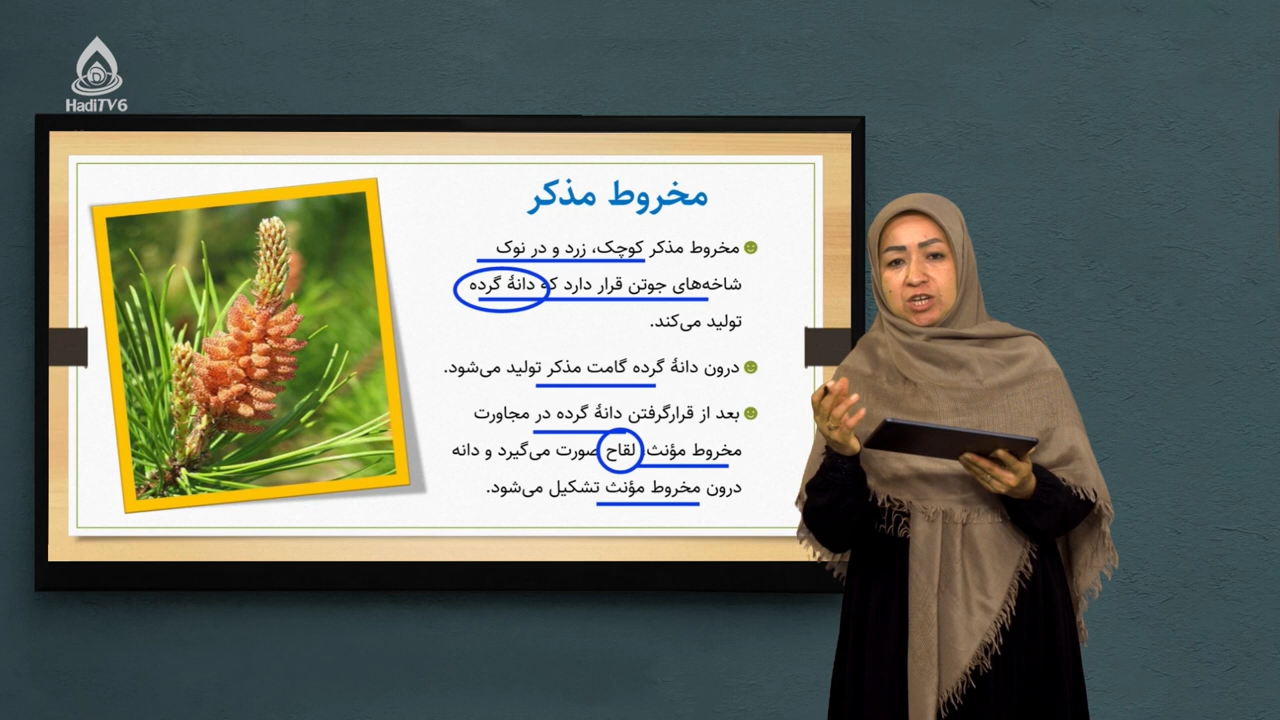 HadiTV6
مخروط مذکر
مخروط مذکر کوچک، زرد و در نوک
شاخه‌های جوتن قرار دارد که دانهٔ گرده
تولید می‌کند.
درون دانهٔ گرده گامت مذکر تولید می‌شود.
بعد از قرارگرفتن دانهٔ گرده در مجاورت
مخروط مؤنث لقاح صورت می‌گیرد و دانه
درون مخروط مؤنث تشکیل می‌شود.